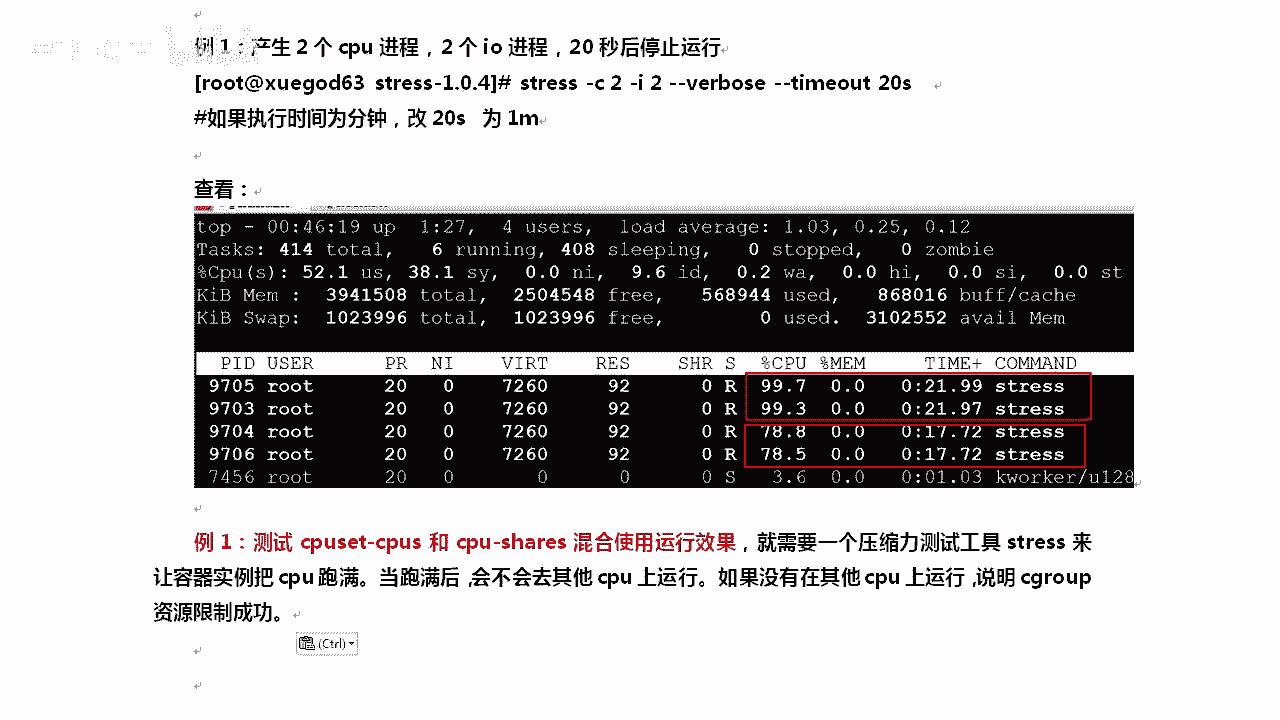 例 1：产生 2 个 cpu 进程，2 个 io 进程，20 秒后停止运行
[root@xuegod63 stress-1.0.4]# stress -c 2 -i 2 --verbose --timeout 20s
#如果执行时间为分钟，改 20s 为 1m
查看：
top - 00:46:19 up 1:27, 4 users, load average: 1.03, 0.25, 0.12
Tasks: 414 total, 6 running, 408 sleeping, 0 stopped, 0 zombie
%Cpu(s): 52.1 us, 38.1 sy, 0.0 ni, 9.6 id, 0.2 wa, 0.0 hi, 0.0 si, 0.0 st
KiB Mem : 3941508 total, 2504548 free, 568944 used, 868016 buff/cache
KiB Swap: 1023996 total, 1023996 free, 0 used. 3102552 avail Mem
PID USER PR NI VIRT RES SHR S %CPU %MEM TIME+ COMMAND
9705 root 20 0 7260 92 0 R 99.7 0.0 0:21.99 stress
9703 root 20 0 7260 92 0 R 99.3 0.0 0:21.97 stress
9704 root 20 0 7260 92 0 R 78.8 0.0 0:17.72 stress
9706 root 20 0 7260 92 0 R 78.5 0.0 0:17.72 stress
7456 root 20 0 0 0 0 S 3.6 0.0 0:01.03 kworker/u128
例 1：测试 cpuset-cpus 和 cpu-shares 混合使用运行效果，就需要一个压缩力测试工具 stress 来
让容器实例把 cpu 跑满。当跑满后，会不会去其他 cpu 上运行。如果没有在其他 cpu 上运行，说明 cgroup
资源限制成功。
(Ctrl)